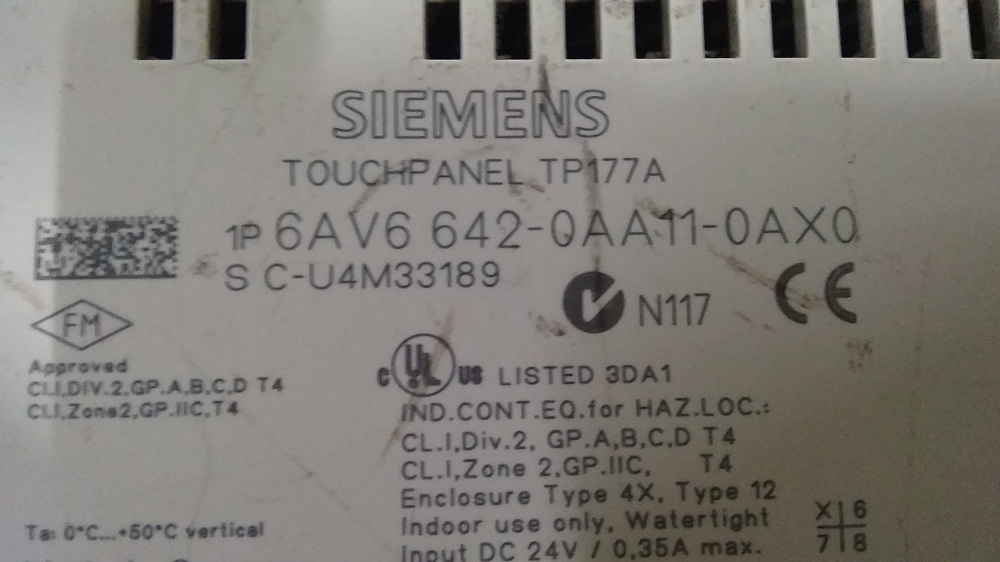 SIEMENS
TOUCHPANEL TP177A
1P 6AV6 642-0AA11-0AX0
S C-U4M33189
N117
CE
FM
Approved
CL.I,DIV.2,GP.A,B,C,D T4
CL.I,Zone2,GP.IIC,T4
c UL us LISTED 3DA1
IND.CONT.EQ.for HAZ.LOC.:
CL.I,Div.2, GP.A,B,C,D T4
CL.I,Zone 2,GP.IIC, T4
Enclosure Type 4X, Type 12
Indoor use only, Watertight
Input DC 24V / 0,35A max.
Ta: 0°C...+50°C vertical
X 6
7 8